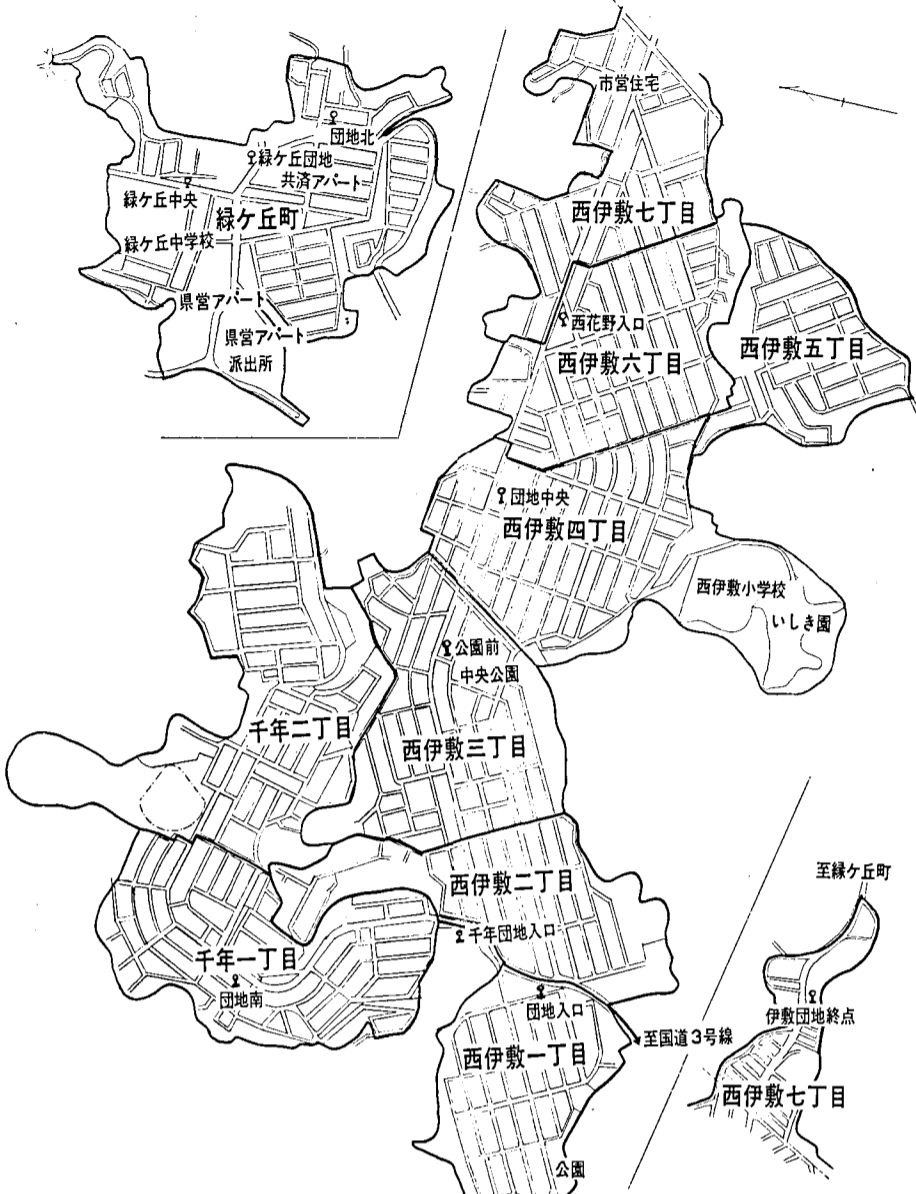 市営住宅
団地北
緑ケ丘団地
共済アパート
緑ケ丘中央
緑ケ丘町
緑ケ丘中学校
県営アパート
県営アパート
派出所
西伊敷七丁目
西花野入口
西伊敷六丁目
西伊敷五丁目
団地中央
西伊敷四丁目
西伊敷小学校
いしき園
公園前
中央公園
千年二丁目
西伊敷三丁目
西伊敷二丁目
千年団地入口
千年一丁目
団地南
団地入口
至国道3号線
西伊敷一丁目
公園
至緑ケ丘町
伊敷団地終点
西伊敷七丁目